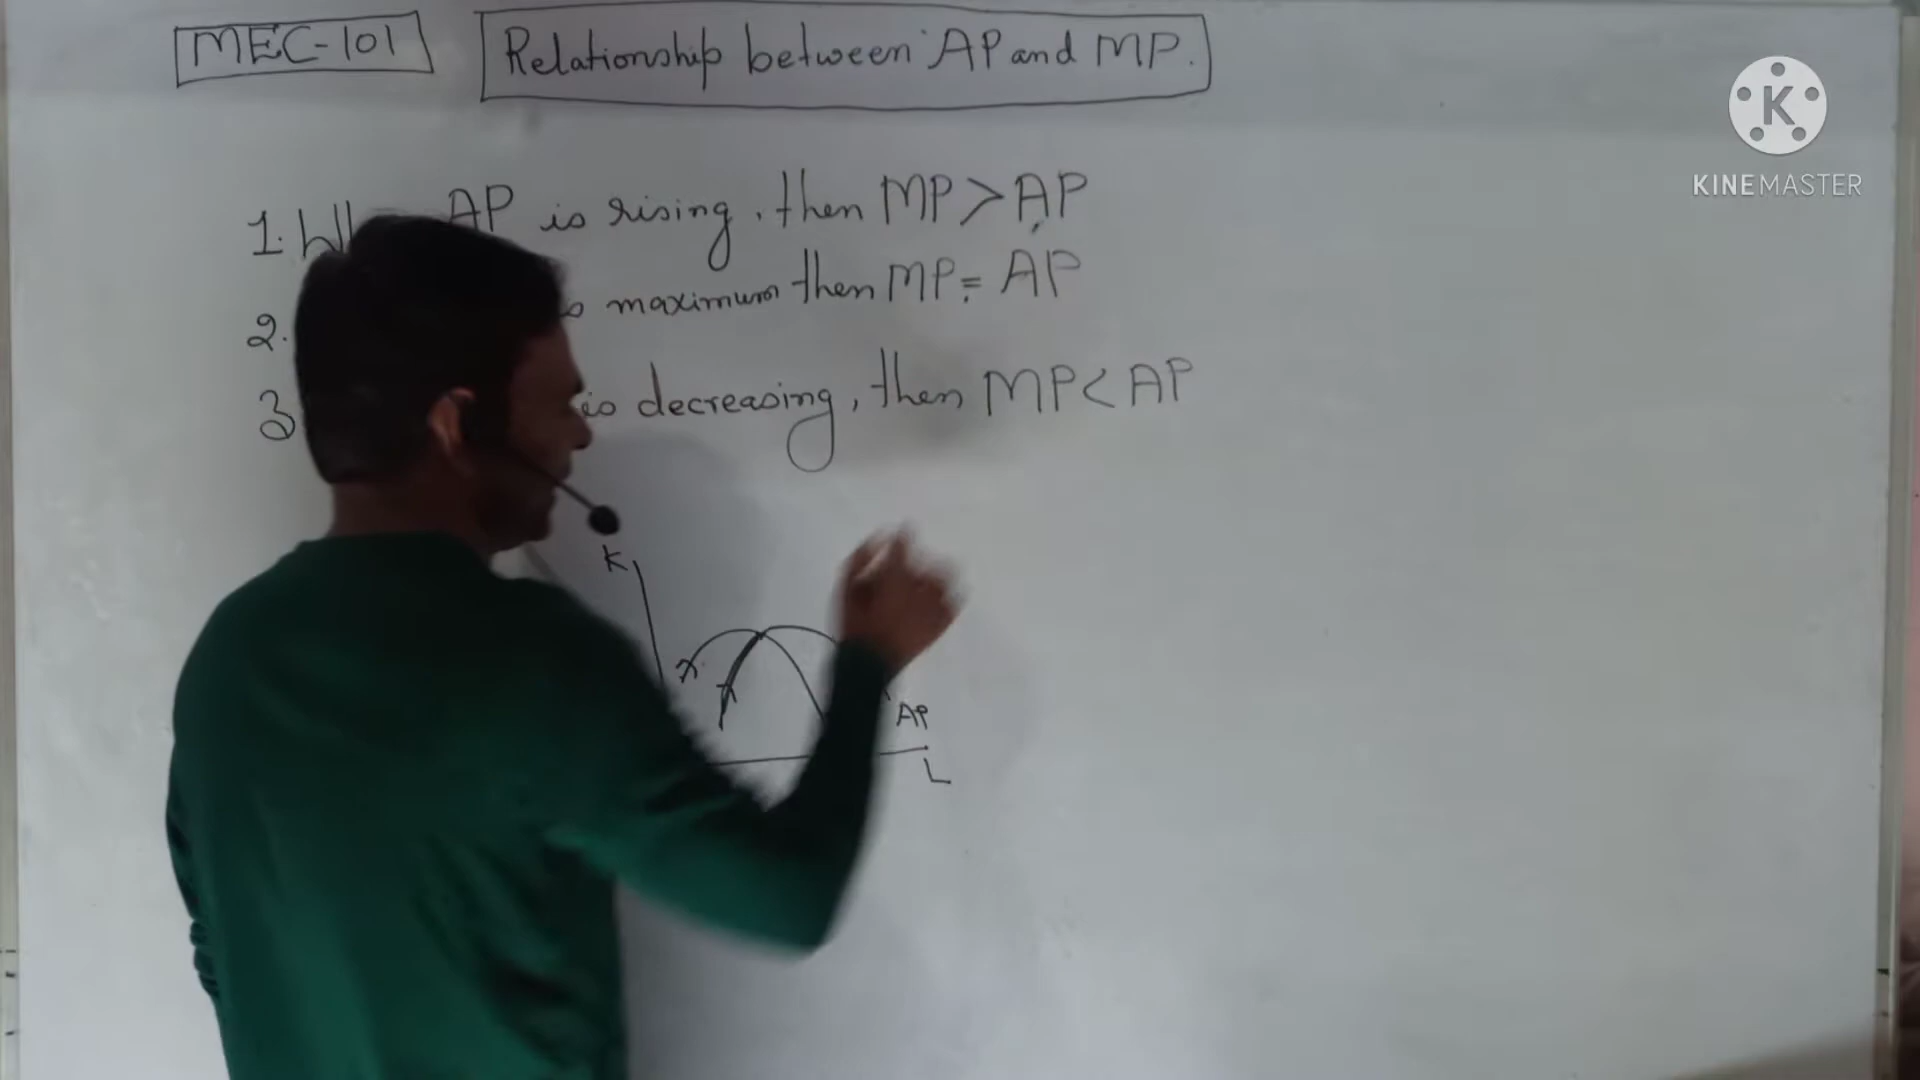 MEC-101
Relationship between AP and MP.
1. AP is rising, then MP > AP
2. maximum then MP = AP
3 is decreasing, then MP < AP
K
AP
L
K
KINEMASTER